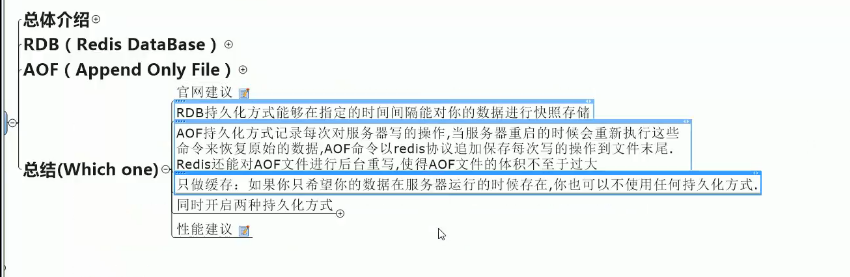 总体介绍
RDB（Redis DataBase）
AOF（Append Only File）
官网建议
RDB持久化方式能够在指定的时间间隔能对你的数据进行快照存储
AOF持久化方式记录每次对服务器写的操作,当服务器重启的时候会重新执行这些
命令来恢复原始的数据,AOF命令以redis协议追加保存每次写的操作到文件末尾.
Redis还能对AOF文件进行后台重写,使得AOF文件的体积不至于过大
总结(Which one)
只做缓存：如果你只希望你的数据在服务器运行的时候存在,你也可以不使用任何持久化方式.
同时开启两种持久化方式
性能建议